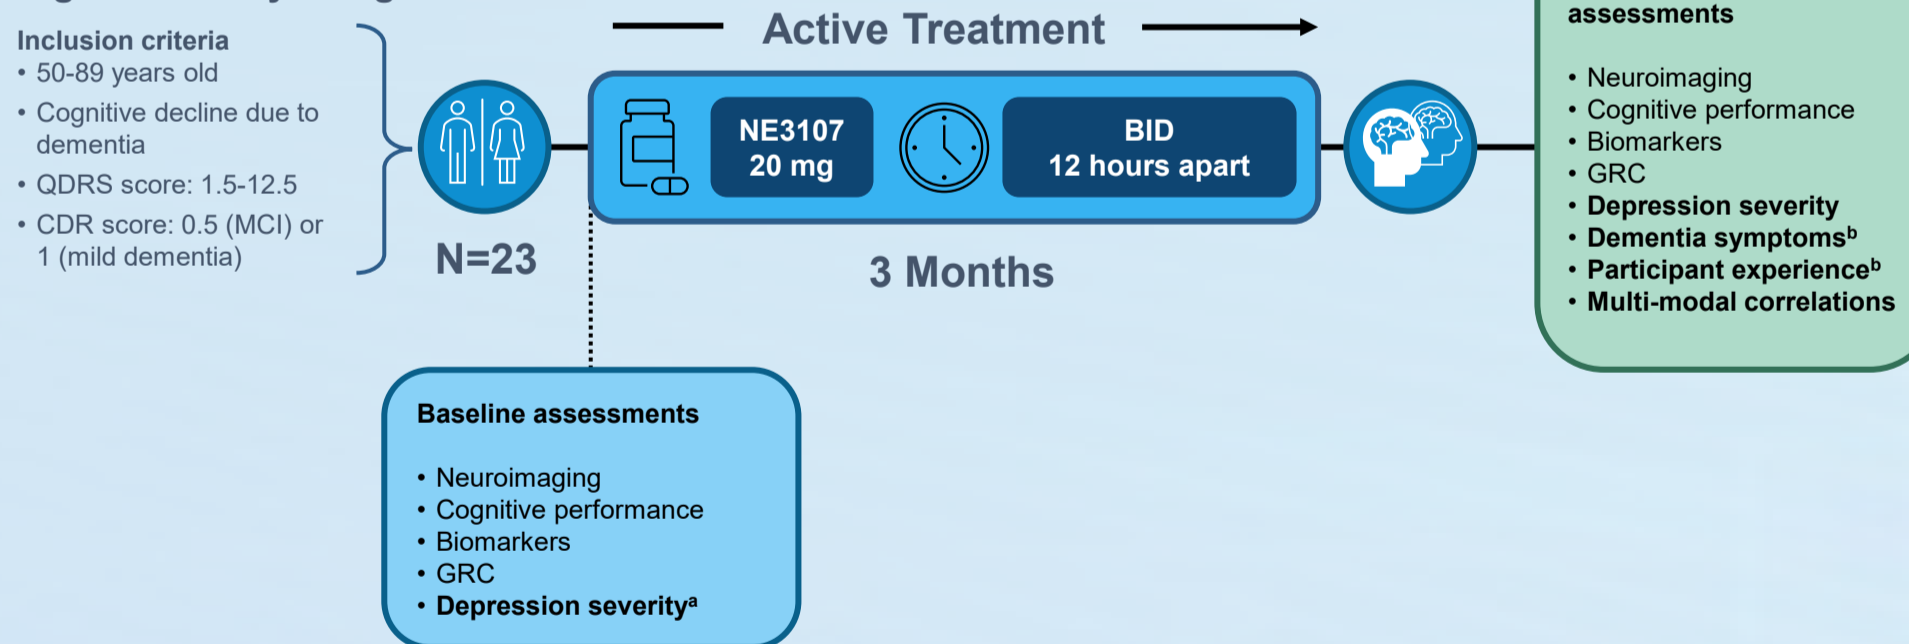 Inclusion criteria
• 50-89 years old
• Cognitive decline due to
dementia
• QDRS score: 1.5-12.5
• CDR score: 0.5 (MCI) or
1 (mild dementia)
N=23
Active Treatment
NE3107
20 mg
BID
12 hours apart
3 Months
Baseline assessments
• Neuroimaging
• Cognitive performance
• Biomarkers
• GRC
• Depression severityᵃ
assessments
• Neuroimaging
• Cognitive performance
• Biomarkers
• GRC
• Depression severity
• Dementia symptomsᵇ
• Participant experienceᵇ
• Multi-modal correlations